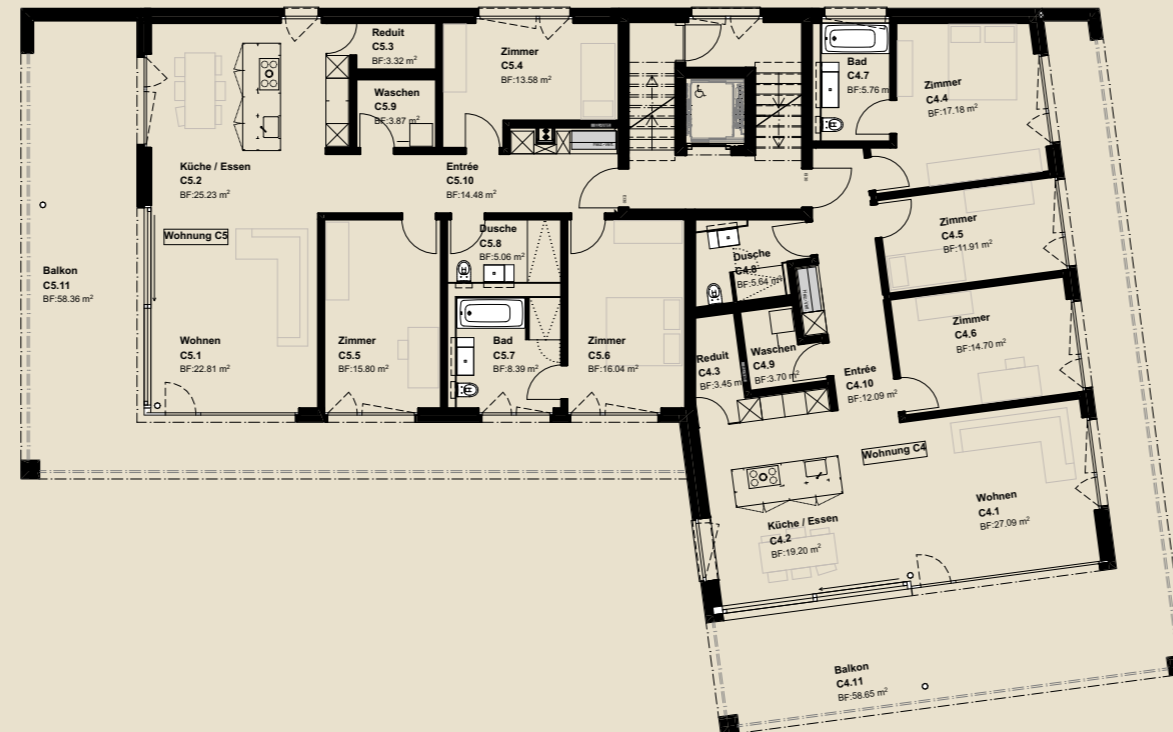 Reduit
C5.3
BF:3.32 m²
Zimmer
C5.4
BF:13.58 m²
Waschen
C5.9
BF:3.87 m²
Küche / Essen
C5.2
BF:25.23 m²
Entrée
C5.10
BF:14.48 m²
Wohnung C5
Balkon
C5.11
BF:58.36 m²
Wohnen
C5.1
BF:22.81 m²
Zimmer
C5.5
BF:15.80 m²
Dusche
C5.8
BF:5.06 m²
Bad
C5.7
BF:8.39 m²
Zimmer
C5.6
BF:16.04 m²
Bad
C4.7
BF:5.76 m
Zimmer
C4.4
BF:17.18 m²
Zimmer
C4.5
BF:11.91 m²
Dusche
C4.8
BF:5.64 m²
Zimmer
C4.6
BF:14.70 m²
Reduit
C4.3
BF:3.45 m
Waschen
C4.9
BF:3.70 m²
Entrée
C4.10
BF:12.09 m²
Wohnung C4
Küche / Essen
C4.2
BF:19.20 m²
Wohnen
C4.1
BF:27.09 m²
Balkon
C4.11
BF:58.65 m²